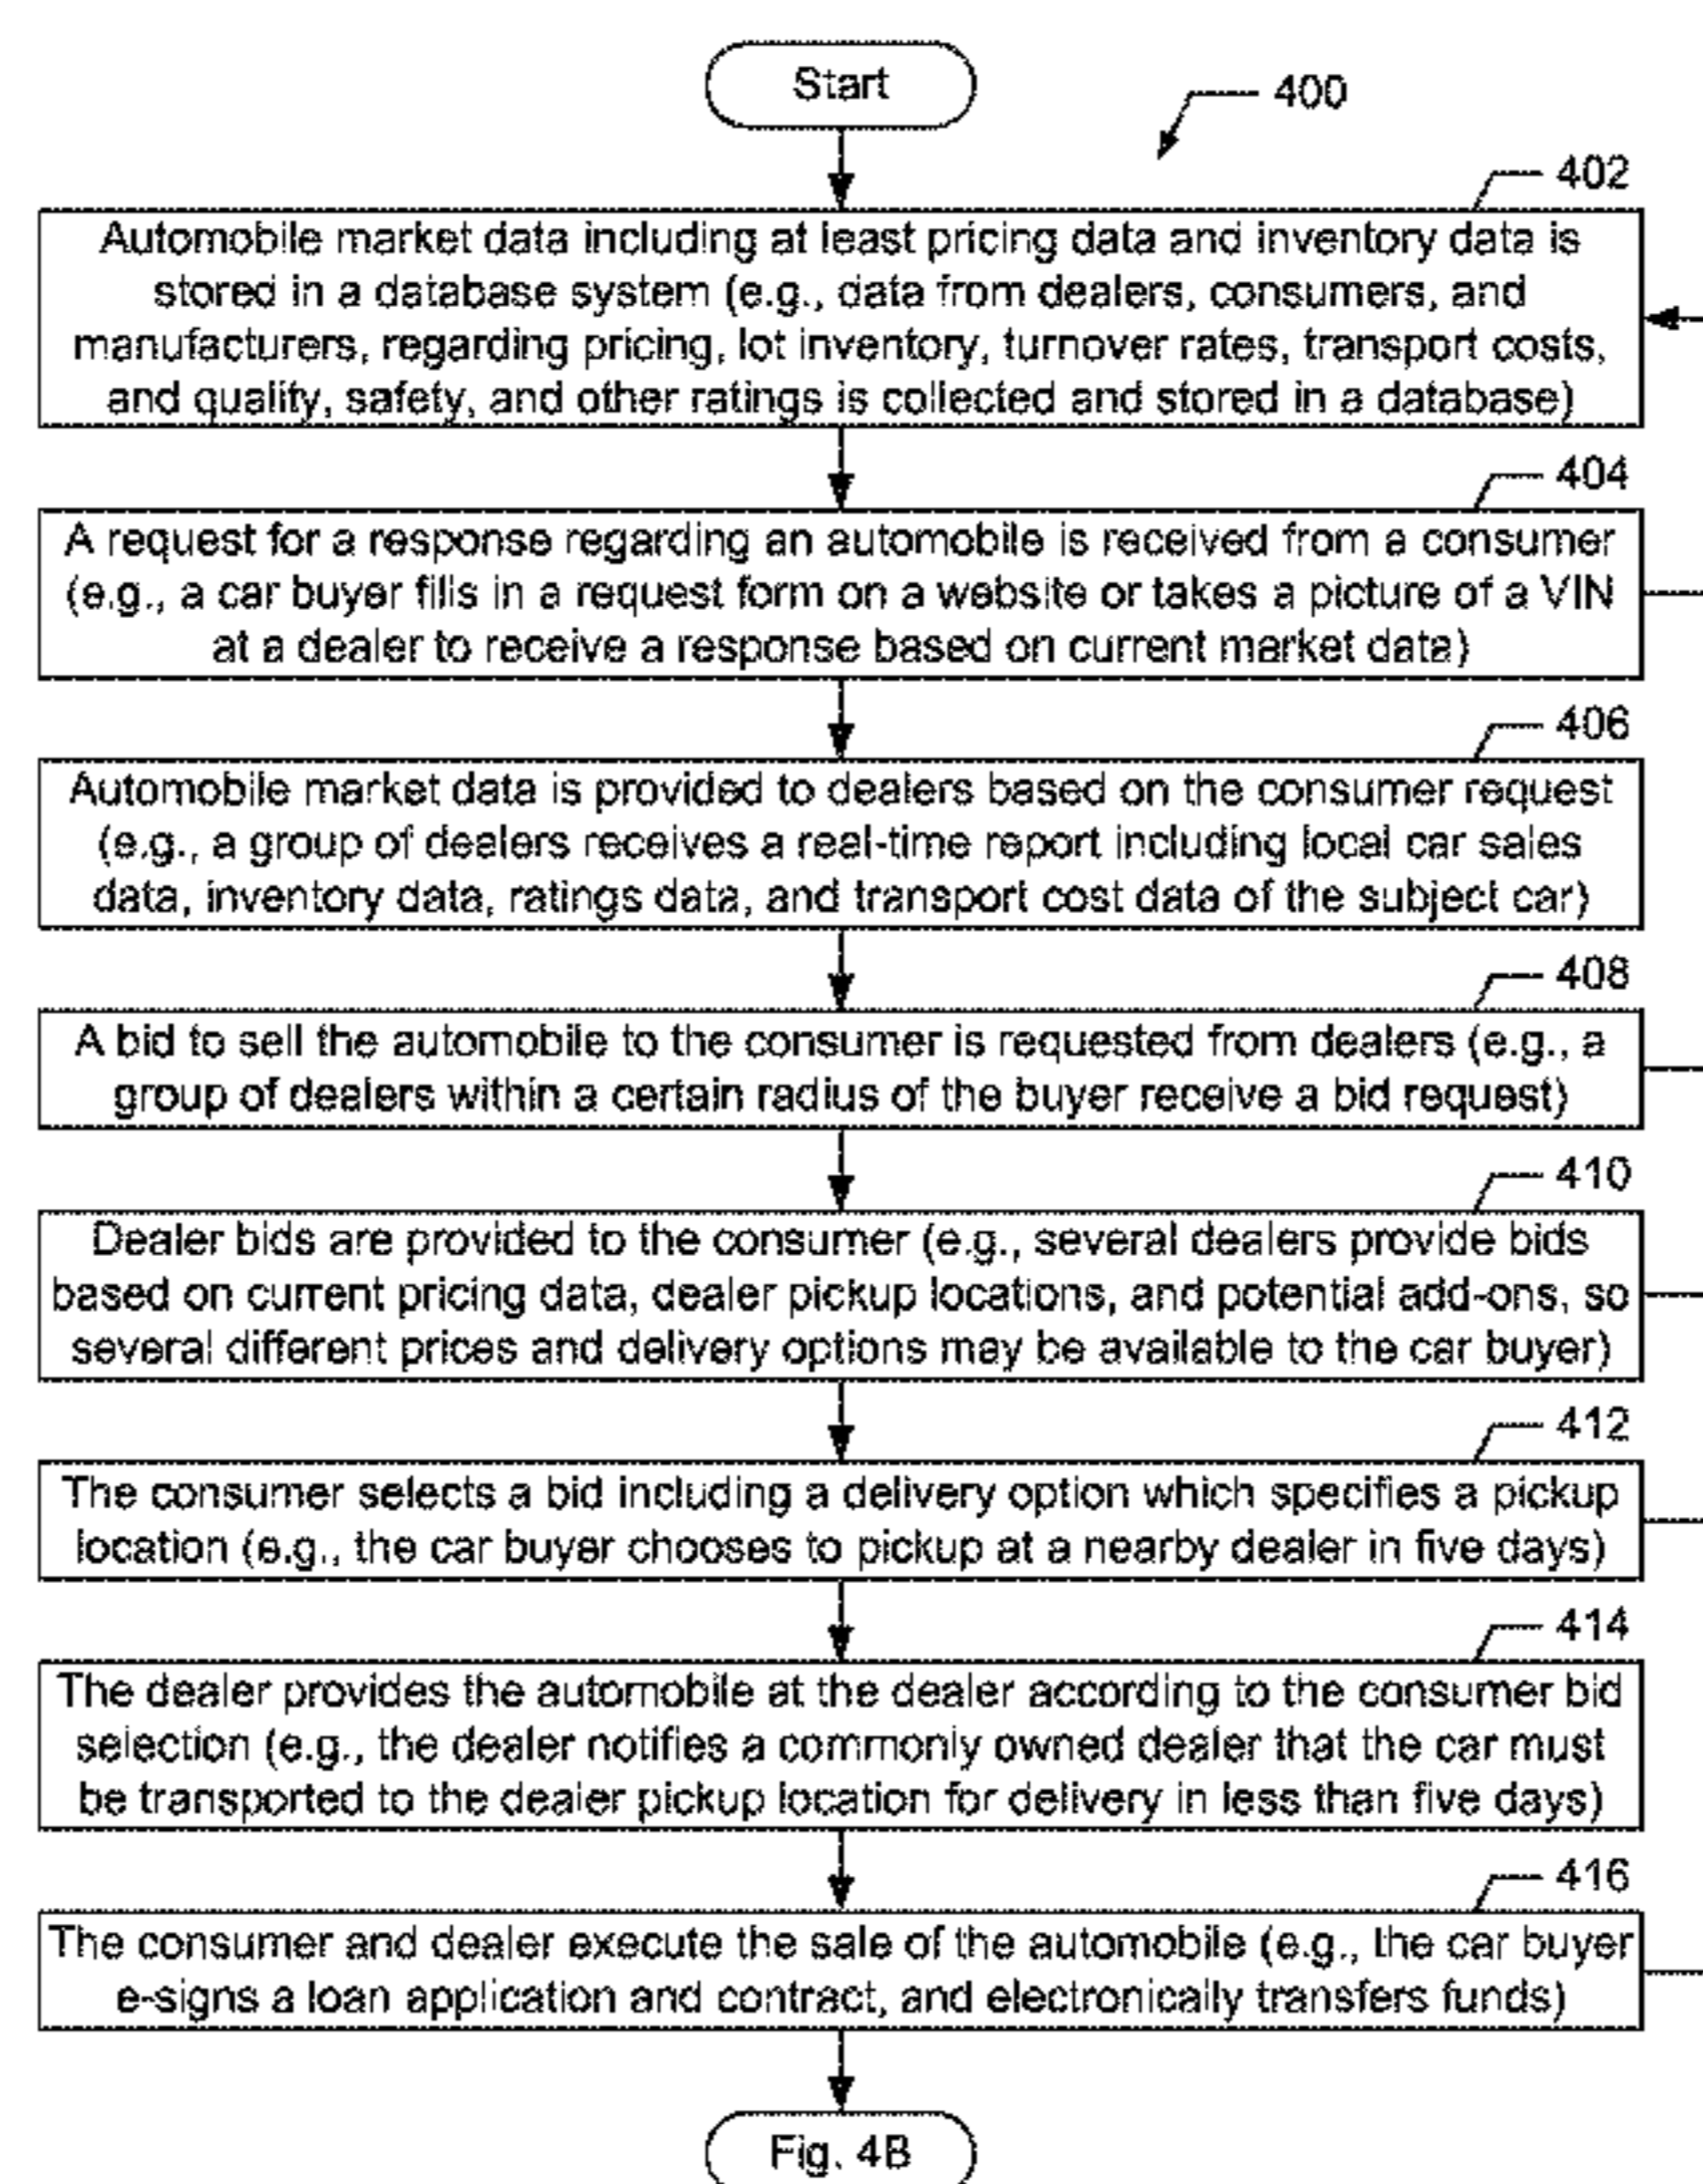 Start
400
402
Automobile market data including at least pricing data and inventory data is
stored in a database system (e.g., data from dealers, consumers, and
manufacturers, regarding pricing, lot inventory, turnover rates, transport costs,
and quality, safety, and other ratings is collected and stored in a database)
404
A request for a response regarding an automobile is received from a consumer
(e.g., a car buyer fills in a request form on a website or takes a picture of a VIN
at a dealer to receive a response based on current market data)
406
Automobile market data is provided to dealers based on the consumer request
(e.g., a group of dealers receives a real-time report including local car sales
data, inventory data, ratings data, and transport cost data of the subject car)
408
A bid to sell the automobile to the consumer is requested from dealers (e.g., a
group of dealers within a certain radius of the buyer receive a bid request)
410
Dealer bids are provided to the consumer (e.g., several dealers provide bids
based on current pricing data, dealer pickup locations, and potential add-ons, so
several different prices and delivery options may be available to the car buyer)
412
The consumer selects a bid including a delivery option which specifies a pickup
location (e.g., the car buyer chooses to pickup at a nearby dealer in five days)
414
The dealer provides the automobile at the dealer according to the consumer bid
selection (e.g., the dealer notifies a commonly owned dealer that the car must
be transported to the dealer pickup location for delivery in less than five days)
416
The consumer and dealer execute the sale of the automobile (e.g., the car buyer
e-signs a loan application and contract, and electronically transfers funds)
Fig. 4B